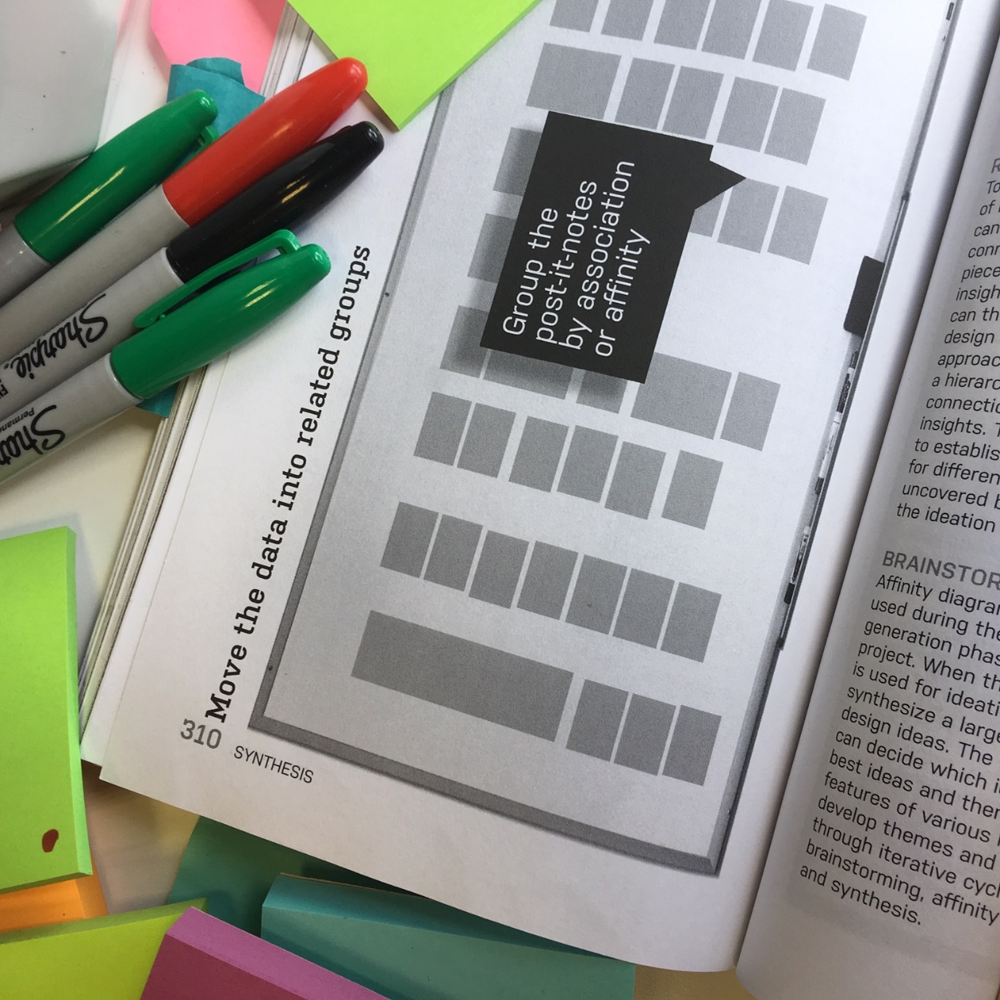 Move the data into related groups
Group the
post-it-notes
by association
or affinity
310
SYNTHESIS
Sharpie
of
can
piece
insigh
can th
design
approac
a hierarc
connectio
insights. T
to establis
for differen
uncovered b
the ideation
BRAINSTOR
Affinity diagra
used during the
generation phas
project. When th
is used for ideati
synthesize a large
design ideas. The
can decide which i
best ideas and then
features of various
develop themes and
through iterative cycl
brainstorming, affinity
and synthesis.